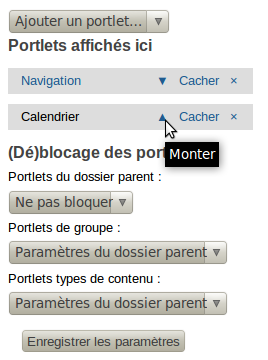 Ajouter un portlet...
Portlets affichés ici
Navigation ▼ Cacher ×
Calendrier ▲ Cacher ×
Monter
(Dé)blocage des
Portlets du dossier parent :
Ne pas bloquer
Portlets de groupe :
Paramètres du dossier parent
Portlets types de contenu :
Paramètres du dossier parent
Enregistrer les paramètres